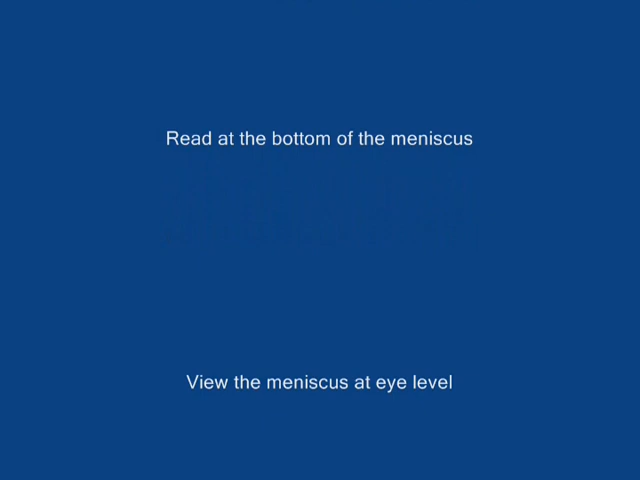 Read at the bottom of the meniscus
View the meniscus at eye level